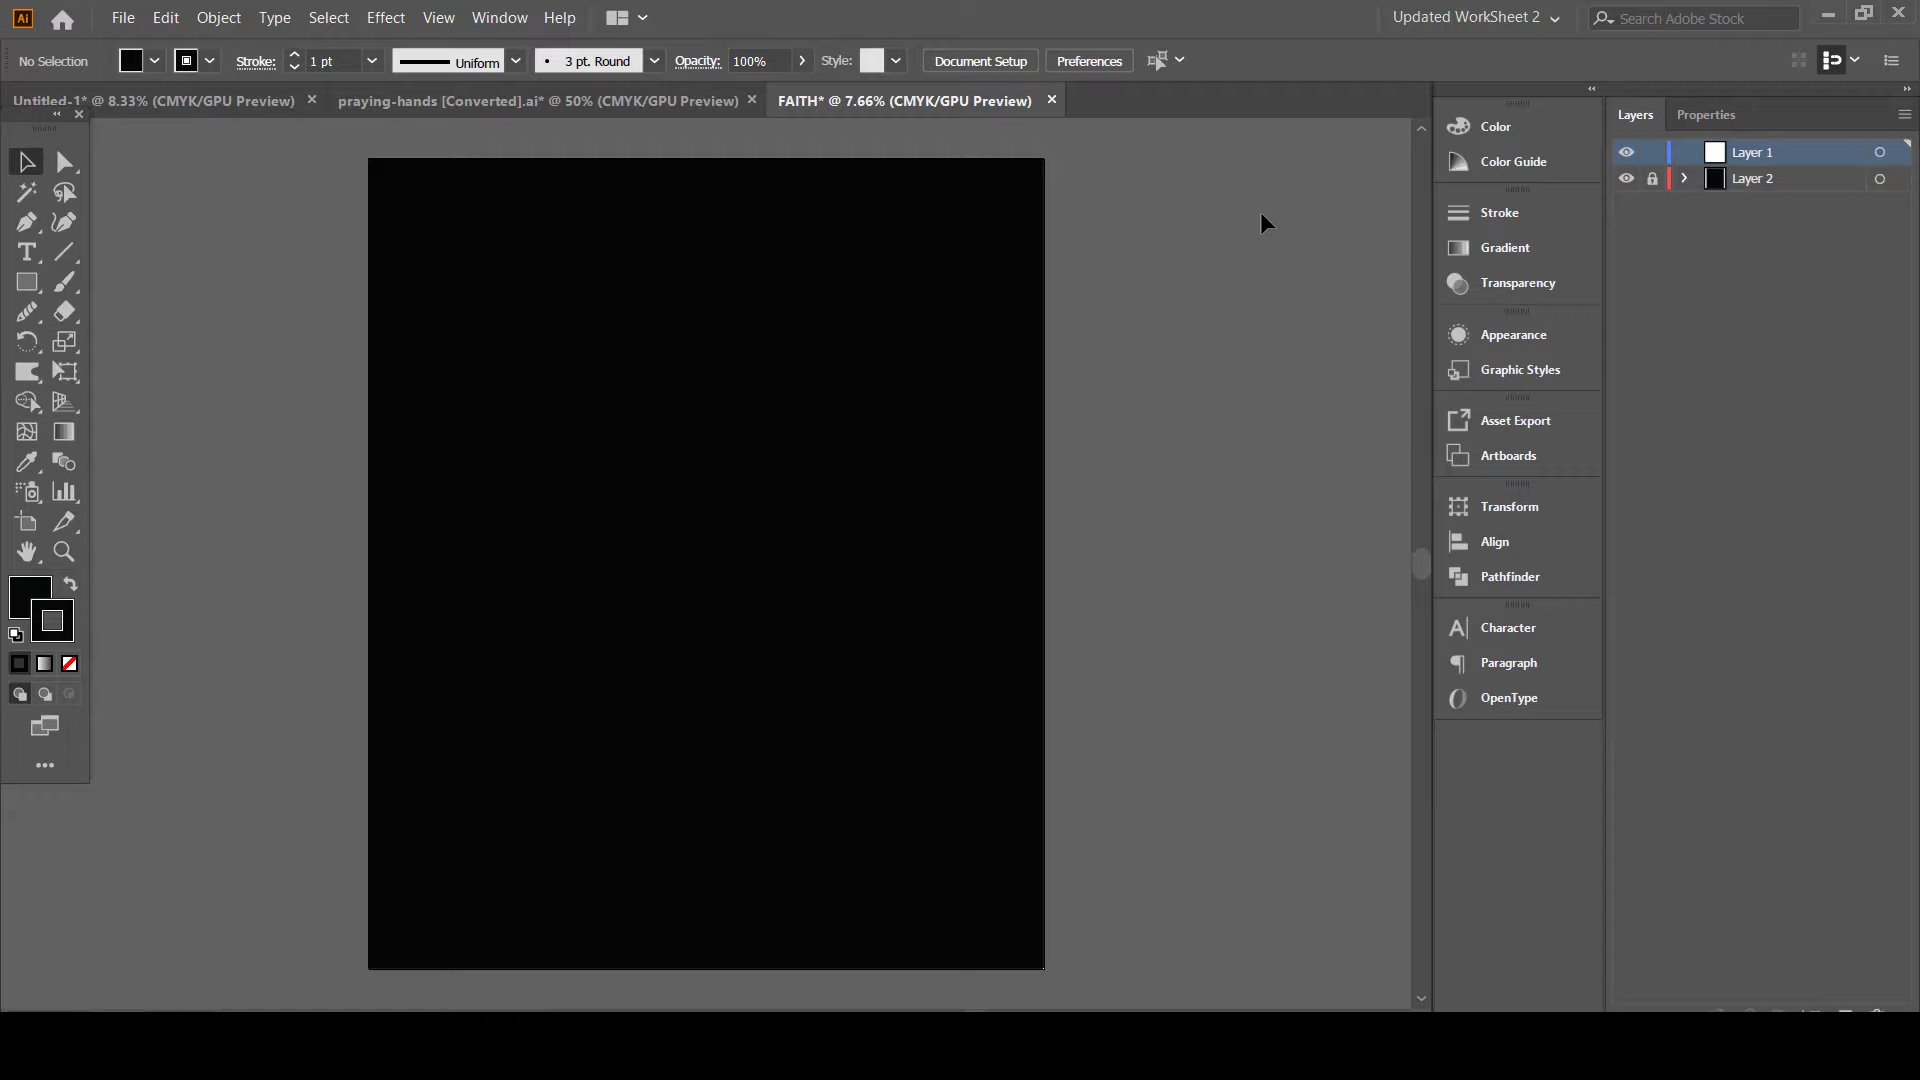 Ai File Edit Object Type Select Effect View Window Help Updated WorkSheet 2 Search Adobe Stock
No Selection Stroke: 1 pt Uniform 3 pt. Round Opacity: 100% Style: Document Setup Preferences
Untitled-1* @ 8.33% (CMYK/GPU Preview) praying-hands [Converted].ai* @ 50% (CMYK/GPU Preview) FAITH* @ 7.66% (CMYK/GPU Preview)
Color
Color Guide
Stroke
Gradient
Transparency
Appearance
Graphic Styles
Asset Export
Artboards
Transform
Align
Pathfinder
Character
Paragraph
OpenType
Layers Properties
Layer 1
Layer 2